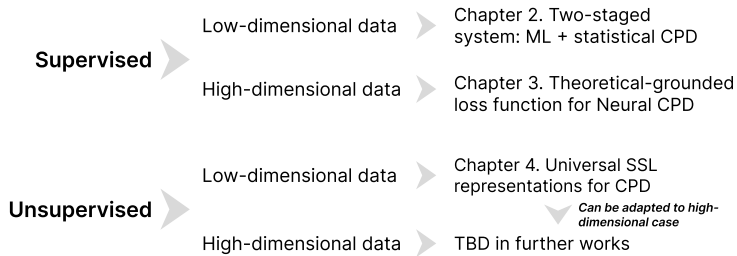 Supervised
Low-dimensional data
Chapter 2. Two-staged
system: ML + statistical CPD
High-dimensional data
Chapter 3. Theoretical-grounded
loss function for Neural CPD
Unsupervised
Low-dimensional data
Chapter 4. Universal SSL
representations for CPD
Can be adapted to high-
dimensional case
High-dimensional data
TBD in further works